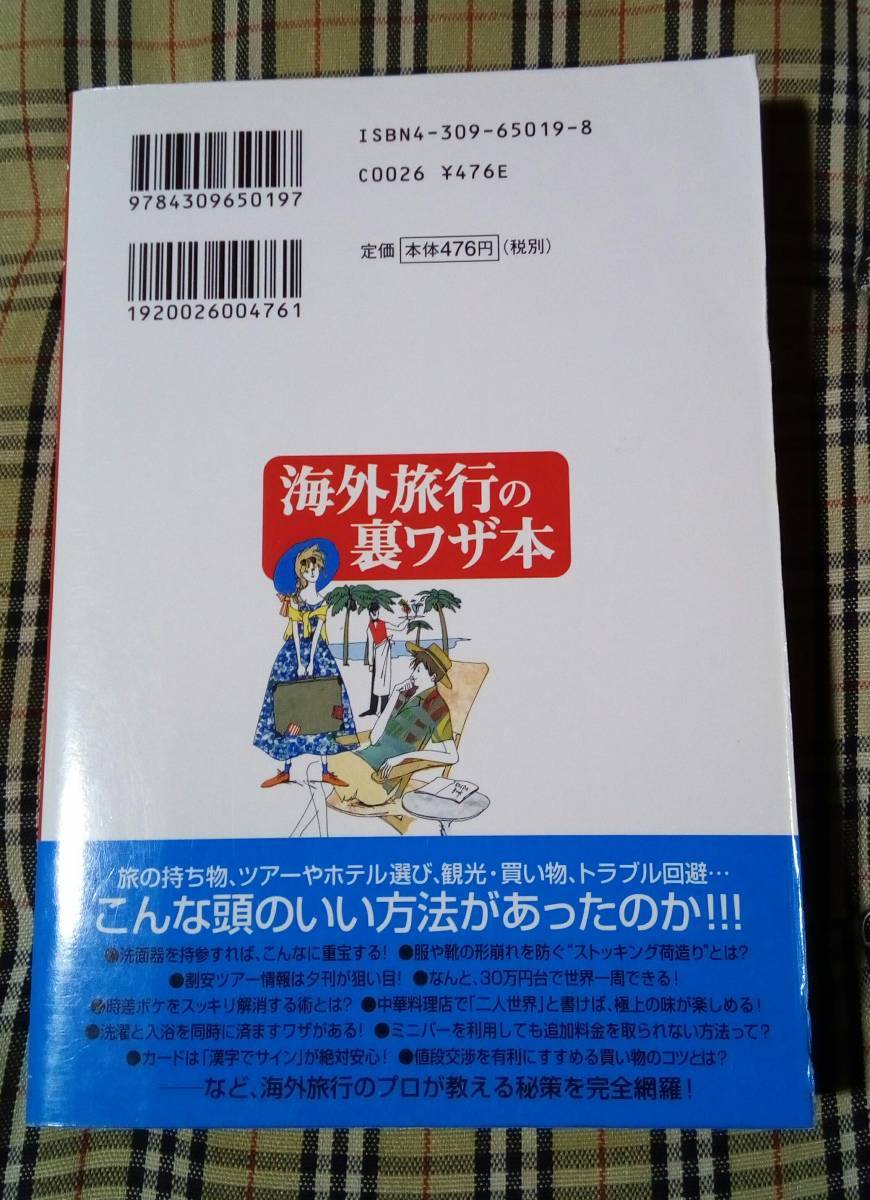 ISBN4-309-65019-8
C0026 ¥476E
9784309650197
定価 本体476円(税別)
1920026004761
海外旅行の
裏ワザ本
旅の持ち物、ツアーやホテル選び、観光・買い物、トラブル回避…
こんな頭のいい方法があったのか!!!
●洗面器を持参すれば、こんなに重宝する! ●服や靴の形崩れを防ぐ"ストッキング荷造り"とは?
●割安ツアー情報は夕刊が狙い目! ●なんと、30万円台で世界一周できる!
●時差ボケをスッキリ解消する術とは? ●中華料理店で「二人世界」と書けば、極上の味が楽しめる!
●洗濯と入浴を同時に済ますワザがある! ●ミニバーを利用しても追加料金を取られない方法って?
●カードは「漢字でサイン」が絶対安心! ●値段交渉を有利にすすめる買い物のコツとは?
──など、海外旅行のプロが教える秘策を完全網羅!